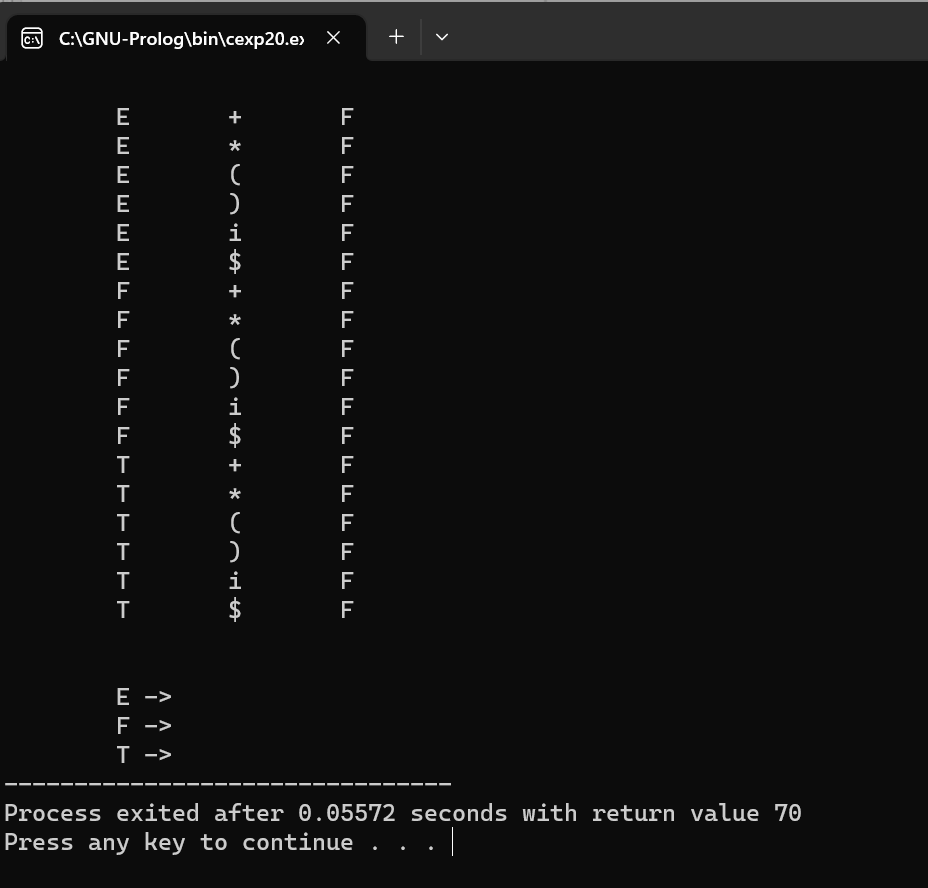 C:\GNU-Prolog\bin\cexp20.ex
E + F
E * F
E ( F
E ) F
E i F
E $ F
F + F
F * F
F ( F
F ) F
F i F
F $ F
T + F
T * F
T ( F
T ) F
T i F
T $ F
E ->
F ->
T ->
--------------------------------
Process exited after 0.05572 seconds with return value 70
Press any key to continue . . .